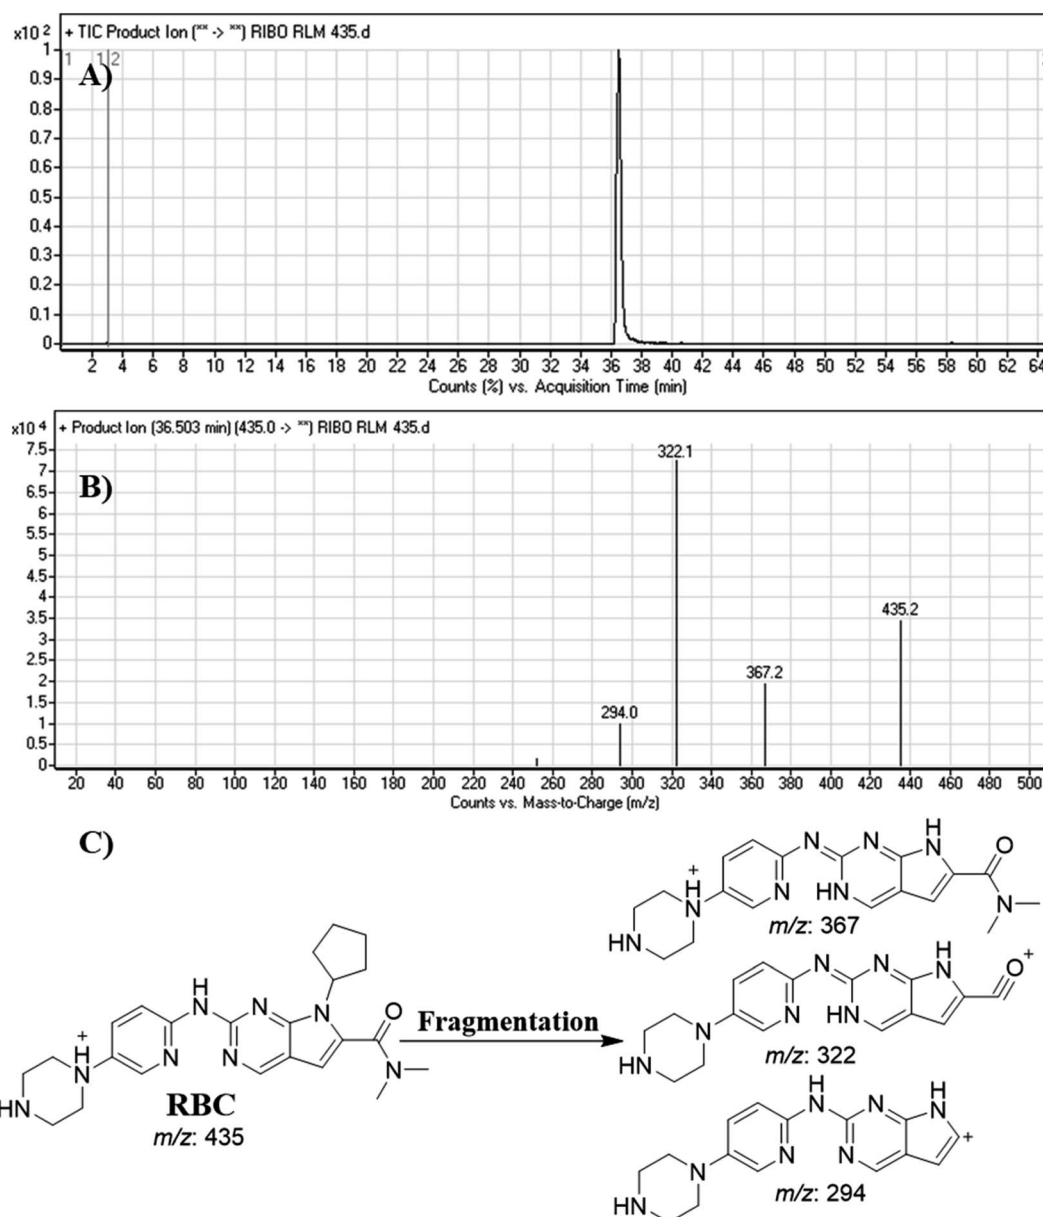 x10 2 + TIC Product Ion (** -> **) RIBO RLM 435.d
1 1 2
A)
1
0.9
0.8
0.7
0.6
0.5
0.4
0.3
0.2
0.1
0
2 4 6 8 10 12 14 16 18 20 22 24 26 28 30 32 34 36 38 40 42 44 46 48 50 52 54 56 58 60 62 64
Counts (%) vs. Acquisition Time (min)
x10 4 + Product Ion (36.503 min) (435.0 -> **) RIBO RLM 435.d
B)
7.5
7
6.5
6
5.5
5
4.5
4
3.5
3
2.5
2
1.5
1
0.5
0
322.1
435.2
367.2
294.0
20 40 60 80 100 120 140 160 180 200 220 240 260 280 300 320 340 360 380 400 420 440 460 480 500
Counts vs. Mass-to-Charge (m/z)
C)
H
N N N O
+
H N HN N
N
HN
m/z: 367
H
N N N O+
N HN
N
HN
m/z: 322
H
N N N O
+
H N N N
N
HN
RBC
m/z: 435
Fragmentation
H H
N N N
+
N N
N
HN
m/z: 294